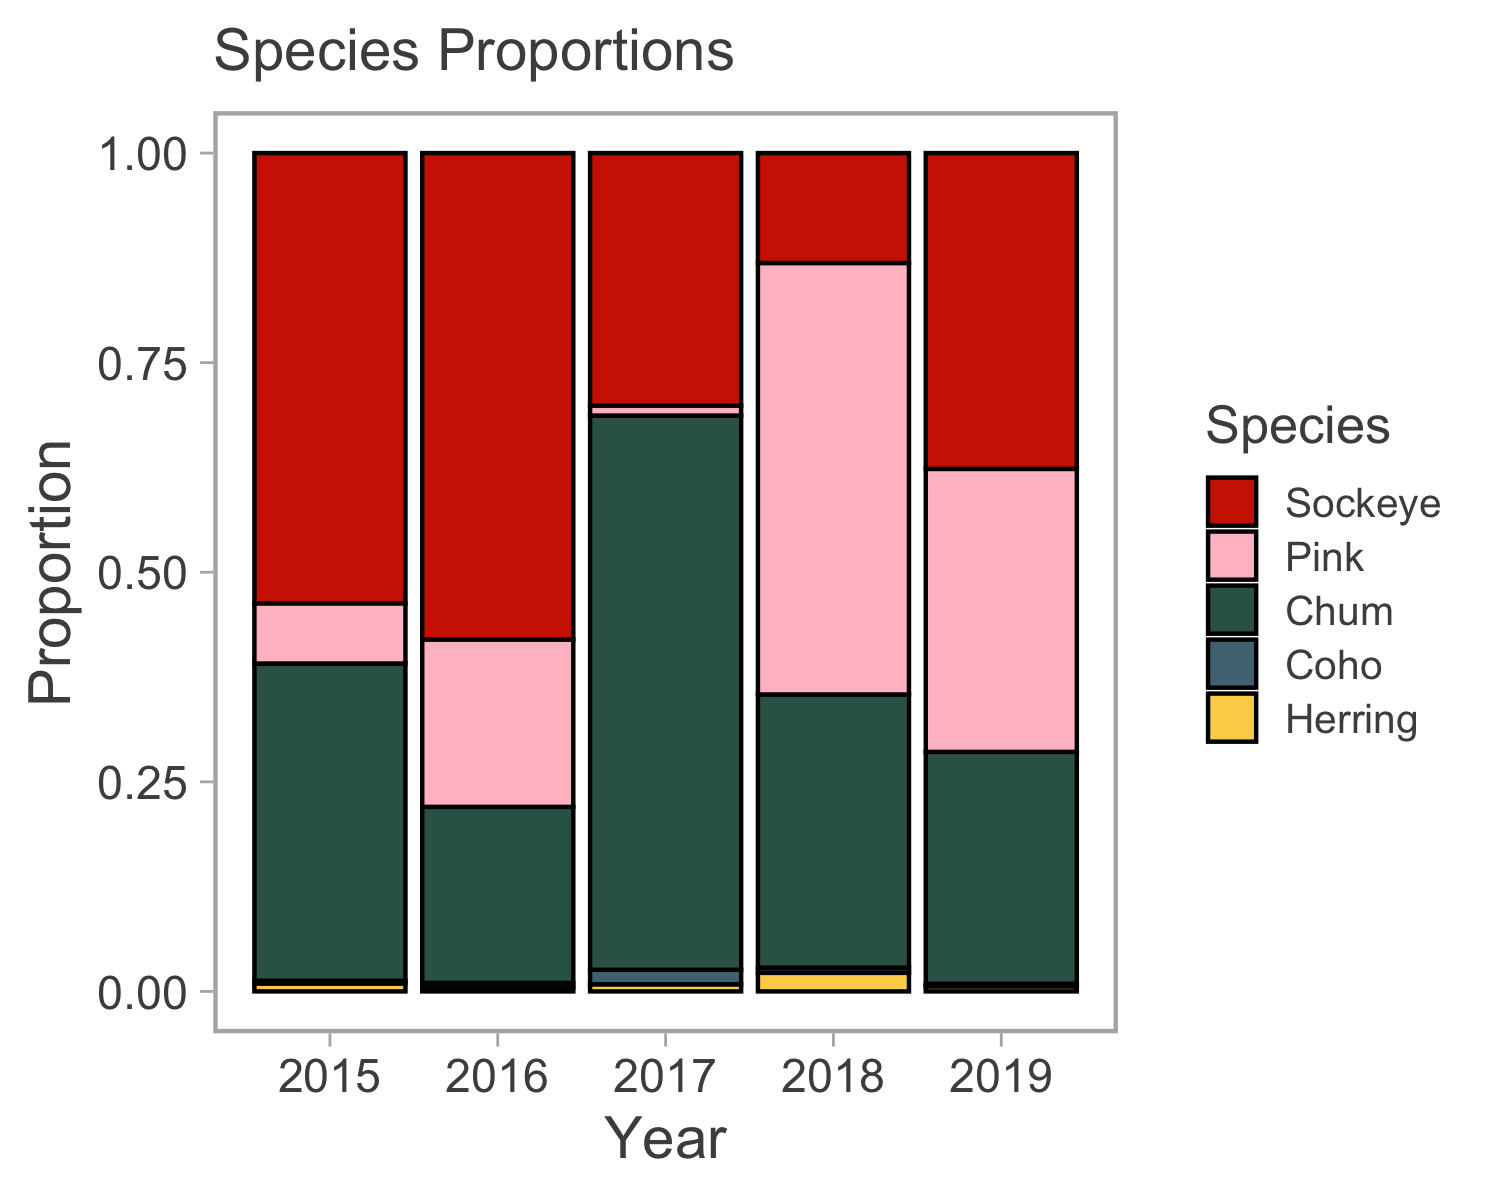 Species Proportions
1.00
0.75
0.50
0.25
0.00
Proportion
2015 2016 2017 2018 2019
Year
Species
Sockeye
Pink
Chum
Coho
Herring